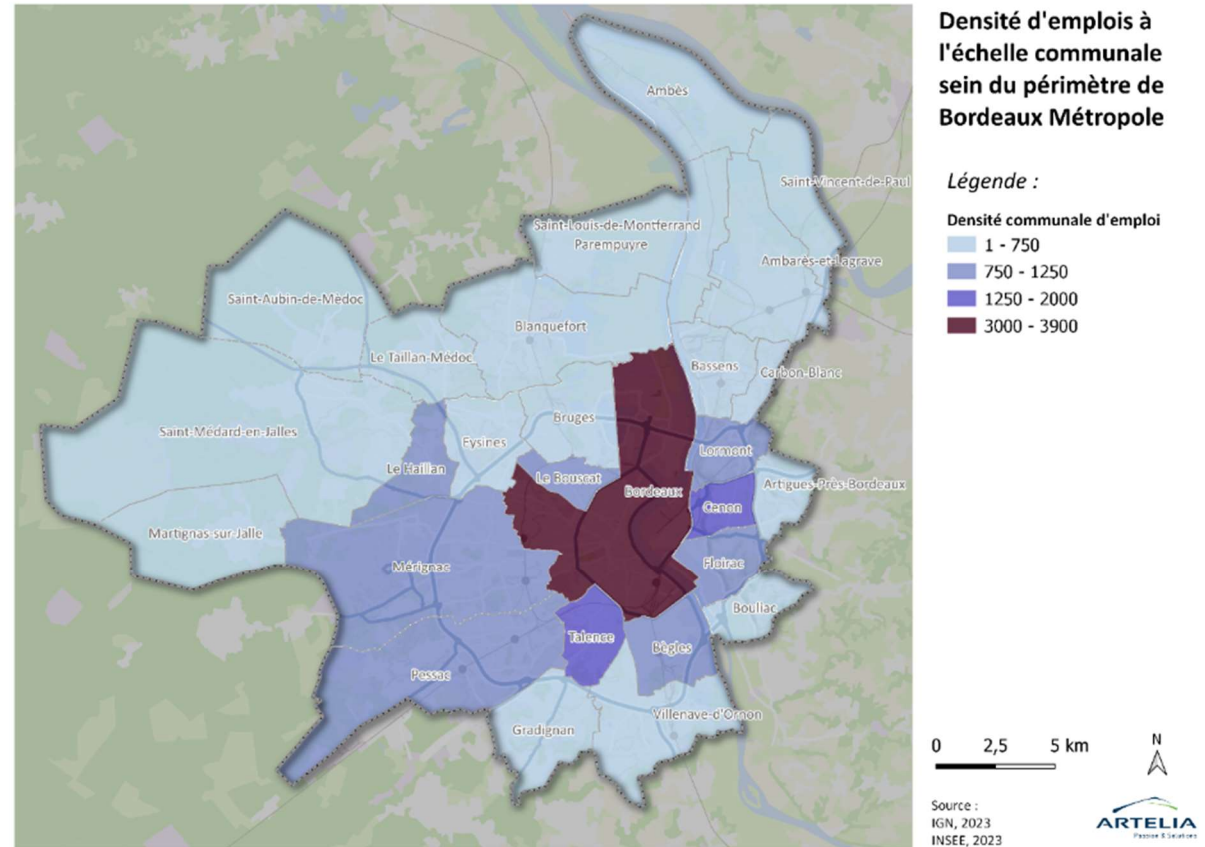 Densité d'emplois à
l'échelle communale
sein du périmètre de
Bordeaux Métropole
Légende :
Densité communale d'emploi
1 - 750
750 - 1250
1250 - 2000
3000 - 3900
Ambès
Saint-Vincent-de-Paul
Saint-Louis-de-Montferrand
Parempuyre
Ambarès-et-Lagrave
Saint-Aubin-de-Médoc
Blanquefort
Le Taillan-Médoc
Bassens
Carbon-Blanc
Bruges
Saint-Médard-en-Jalles
Eysines
Lormont
Le Haillan
Le Bouscat
Artigues-Près-Bordeaux
Bordeaux
Cenon
Martignas-sur-Jalle
Mérignac
Floirac
Bouliac
Talence
Bègles
Pessac
Villenave-d'Ornon
Gradignan
0 2,5 5 km
N
Source :
IGN, 2023
INSEE, 2023
ARTELIA
Passion & Solutions